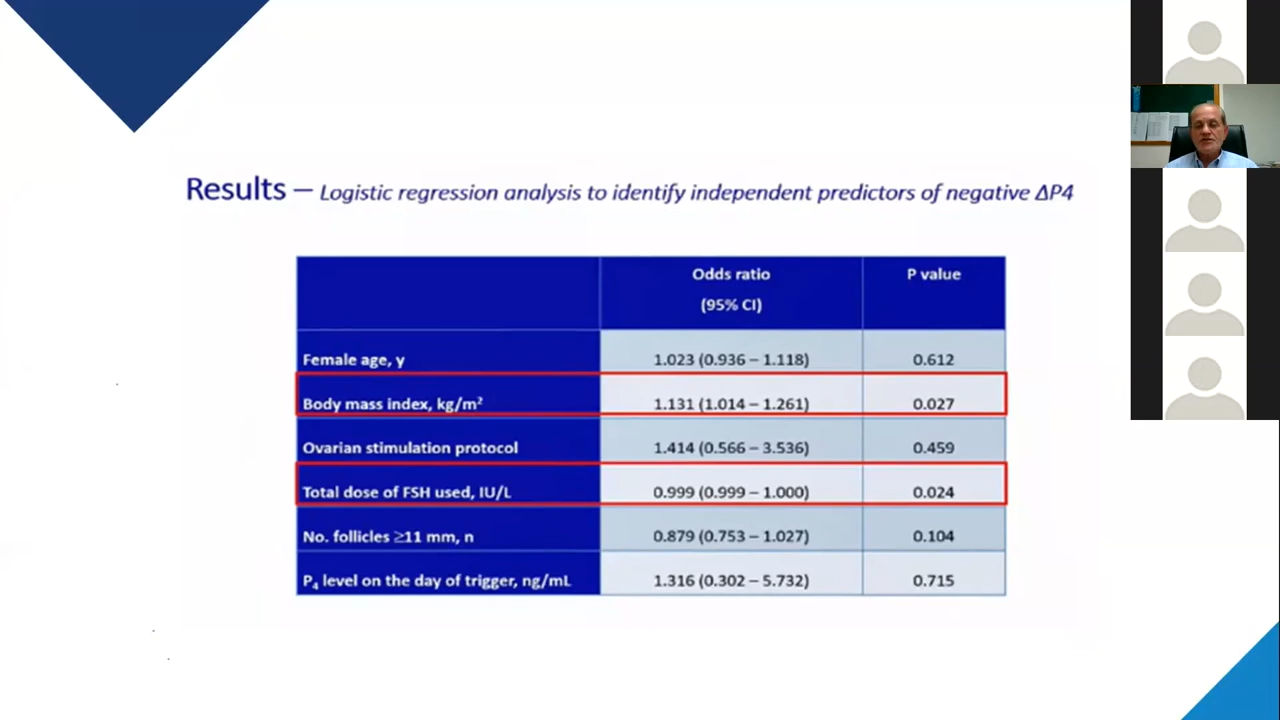 Results – Logistic regression analysis to identify independent predictors of negative ΔP4
Odds ratio (95% CI) P value
Female age, y 1.023 (0.936 – 1.118) 0.612
Body mass index, kg/m² 1.131 (1.014 – 1.261) 0.027
Ovarian stimulation protocol 1.414 (0.566 – 3.536) 0.459
Total dose of FSH used, IU/L 0.999 (0.999 – 1.000) 0.024
No. follicles ≥11 mm, n 0.879 (0.753 – 1.027) 0.104
P₄ level on the day of trigger, ng/mL 1.316 (0.302 – 5.732) 0.715